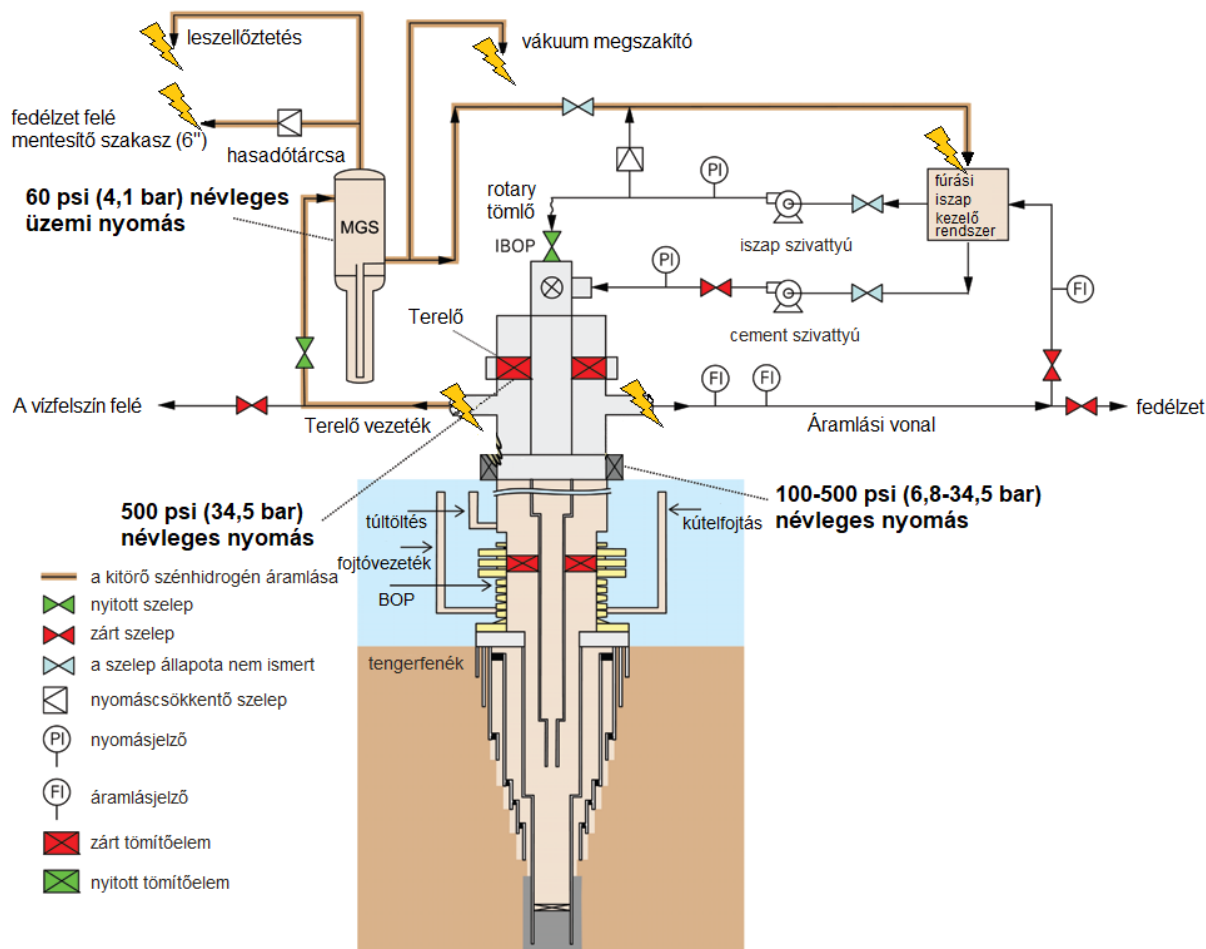 leszellőztetés
vákuum megszakító
fedélzet felé
mentesítő szakasz (6")
hasadótárcsa
60 psi (4,1 bar) névleges
üzemi nyomás
MGS
rotary
tömlő
IBOP
PI
iszap szivattyú
fúrási
iszap
kezelő
rendszer
PI
cement szivattyú
FI
Terelő
A vízfelszín felé
Terelő vezeték
FI
FI
Áramlási vonal
fedélzet
500 psi (34,5 bar)
névleges nyomás
100-500 psi (6,8-34,5 bar)
névleges nyomás
túltöltés
kútelfojtás
fojtóvezeték
BOP
tengerfenék
a kitörő szénhidrogén áramlása
nyitott szelep
zárt szelep
a szelep állapota nem ismert
nyomáscsökkentő szelep
PI
nyomásjelző
FI
áramlásjelző
zárt tömítőelem
nyitott tömítőelem